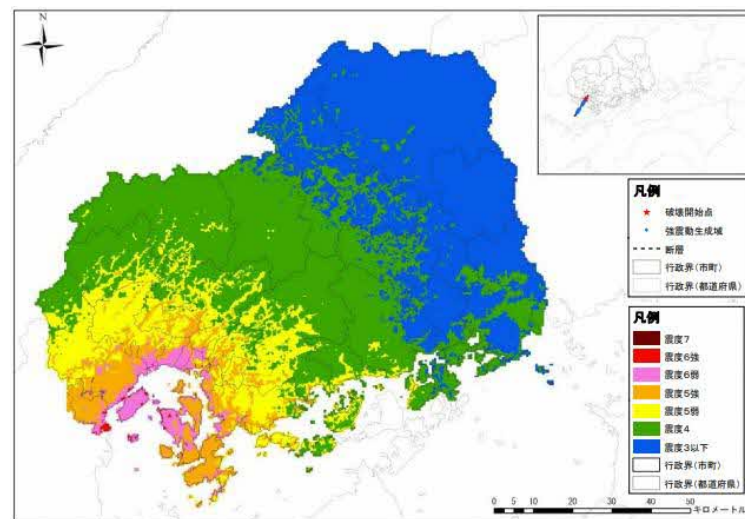 凡例
破壊開始点
強震動生成域
断層
行政界(市町)
行政界(都道府県)
凡例
震度7
震度6強
震度6弱
震度5強
震度5弱
震度4
震度3以下
行政界(市町)
行政界(都道府県)
0 5 10 20 30 40 50
キロメートル